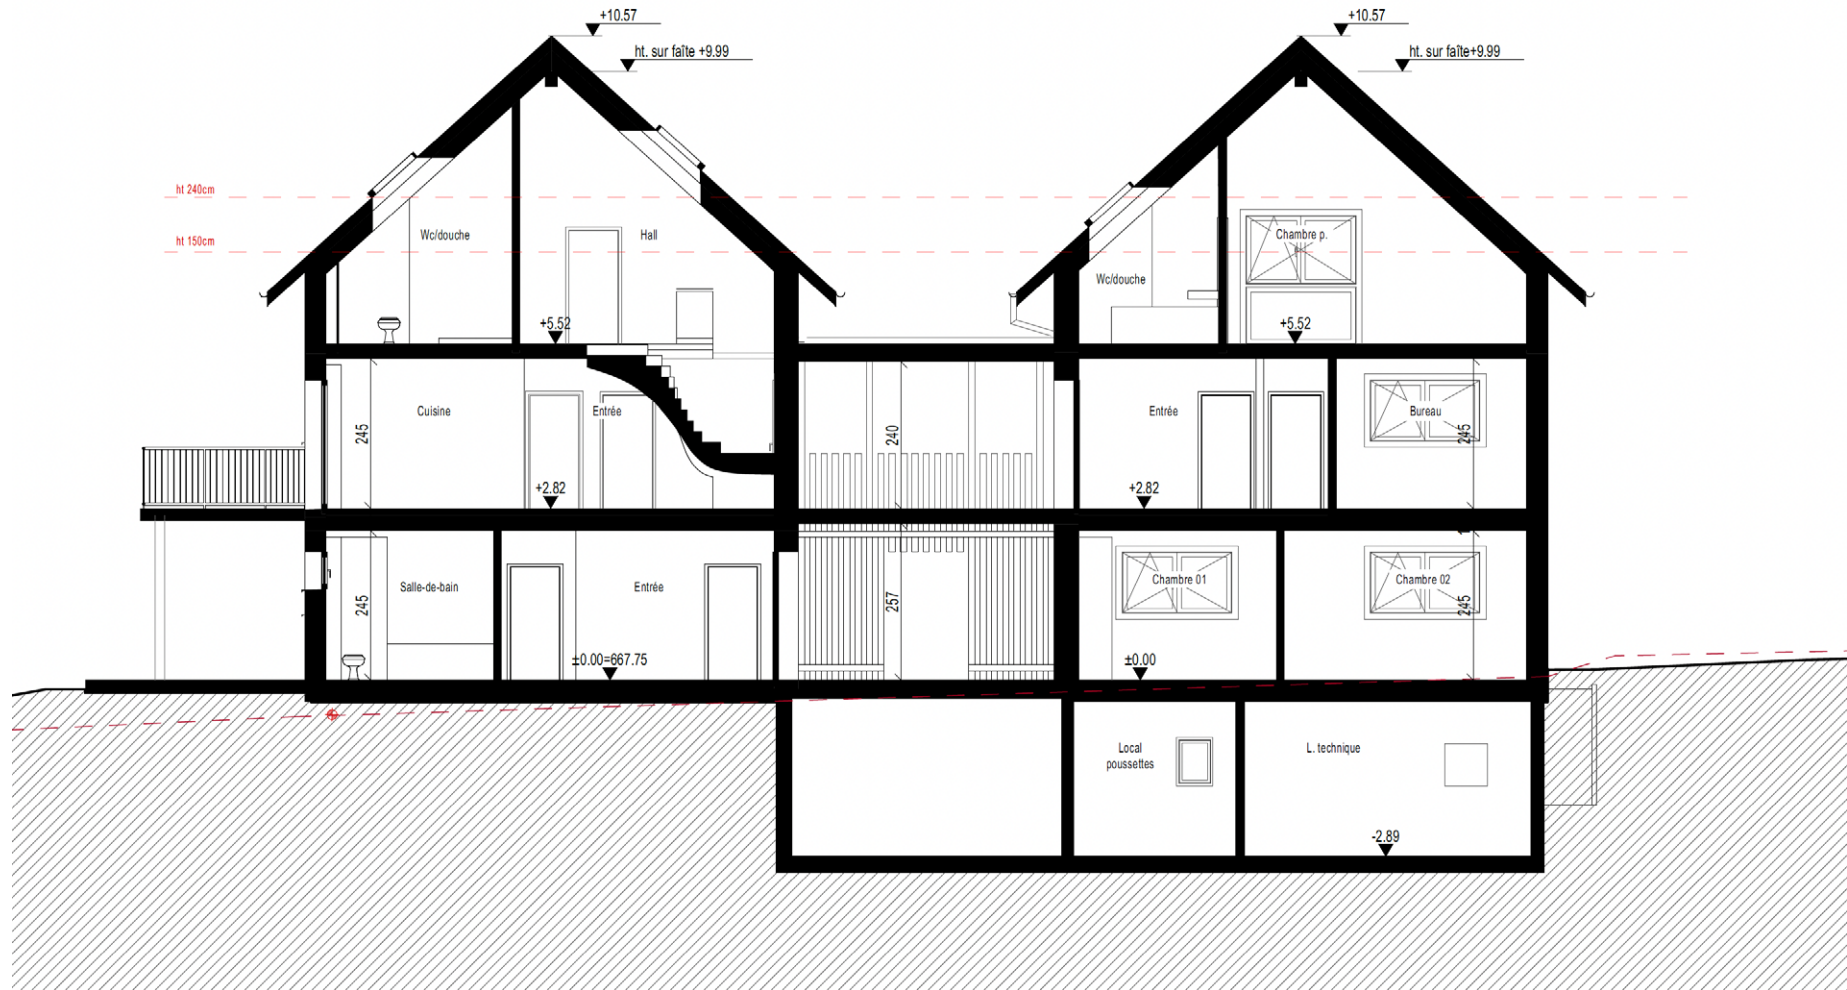 +10.57
+10.57
ht. sur faîte +9.99
ht. sur faîte+9.99
ht 240cm
ht 150cm
Wc/douche
Hall
Chambre p.
Wc/douche
+5.52
+5.52
Cuisine
Entrée
Entrée
Bureau
245
240
245
+2.82
+2.82
Salle-de-bain
Entrée
Chambre 01
Chambre 02
245
257
245
±0.00=667.75
±0.00
Local
poussettes
L. technique
-2.89